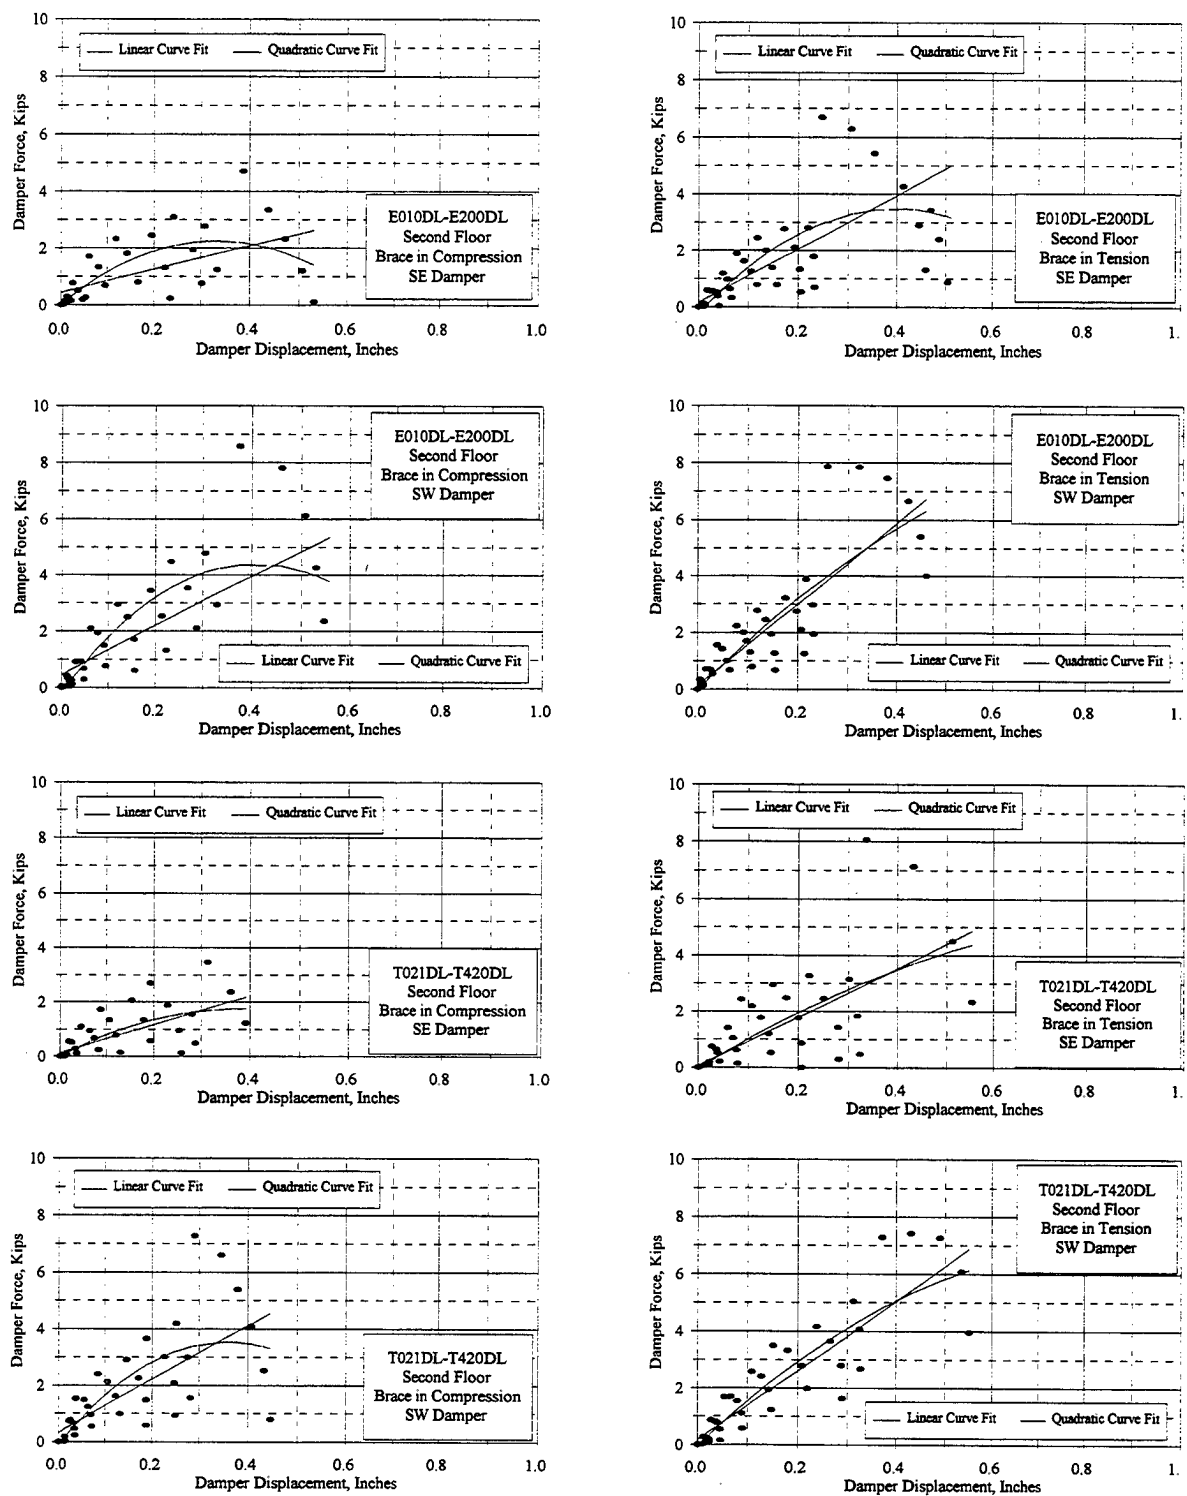 10
8
6
4
2
0
Damper Force, Kips
Linear Curve Fit Quadratic Curve Fit
E010DL-E200DL
Second Floor
Brace in Compression
SE Damper
0.0 0.2 0.4 0.6 0.8 1.0
Damper Displacement, Inches
10
8
6
4
2
0
Damper Force, Kips
Linear Curve Fit Quadratic Curve Fit
E010DL-E200DL
Second Floor
Brace in Tension
SE Damper
0.0 0.2 0.4 0.6 0.8 1.
Damper Displacement, Inches
10
8
6
4
2
0
Damper Force, Kips
E010DL-E200DL
Second Floor
Brace in Compression
SW Damper
Linear Curve Fit Quadratic Curve Fit
0.0 0.2 0.4 0.6 0.8 1.0
Damper Displacement, Inches
10
8
6
4
2
0
Damper Force, Kips
E010DL-E200DL
Second Floor
Brace in Tension
SW Damper
Linear Curve Fit Quadratic Curve Fit
0.0 0.2 0.4 0.6 0.8 1.
Damper Displacement, Inches
10
8
6
4
2
0
Damper Force, Kips
Linear Curve Fit Quadratic Curve Fit
T021DL-T420DL
Second Floor
Brace in Compression
SE Damper
0.0 0.2 0.4 0.6 0.8 1.0
Damper Displacement, Inches
10
8
6
4
2
0
Damper Force, Kips
Linear Curve Fit Quadratic Curve Fit
T021DL-T420DL
Second Floor
Brace in Tension
SE Damper
0.0 0.2 0.4 0.6 0.8 1.
Damper Displacement, Inches
10
8
6
4
2
0
Damper Force, Kips
Linear Curve Fit Quadratic Curve Fit
T021DL-T420DL
Second Floor
Brace in Compression
SW Damper
0.0 0.2 0.4 0.6 0.8 1.0
Damper Displacement, Inches
10
8
6
4
2
0
Damper Force, Kips
T021DL-T420DL
Second Floor
Brace in Tension
SW Damper
Linear Curve Fit Quadratic Curve Fit
0.0 0.2 0.4 0.6 0.8 1.
Damper Displacement, Inches